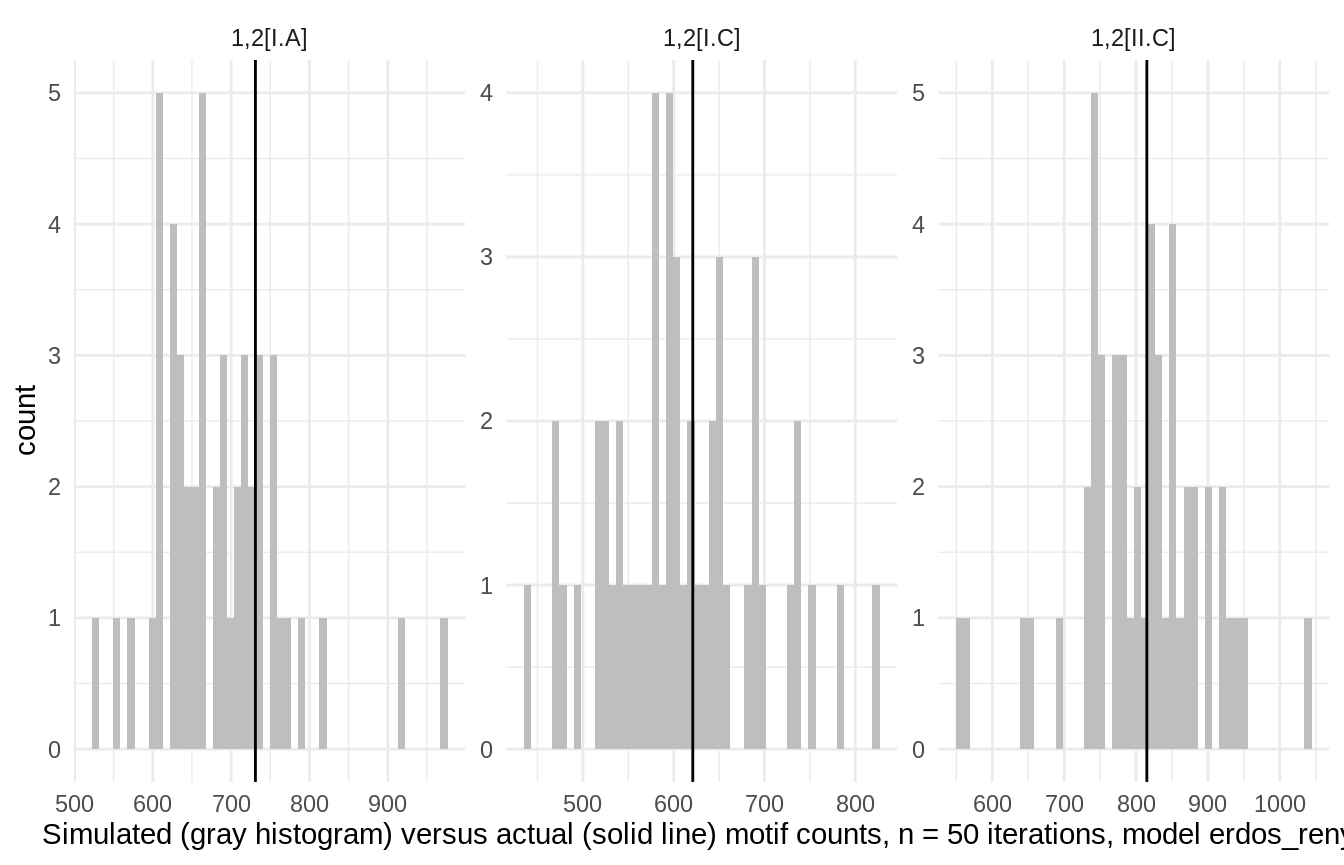 1,2[I.A]
1,2[I.C]
1,2[II.C]
count
5
4
3
2
1
0
500 600 700 800 900
4
3
2
1
0
500 600 700 800
5
4
3
2
1
0
600 700 800 900 1000
Simulated (gray histogram) versus actual (solid line) motif counts, n = 50 iterations, model erdos_reny